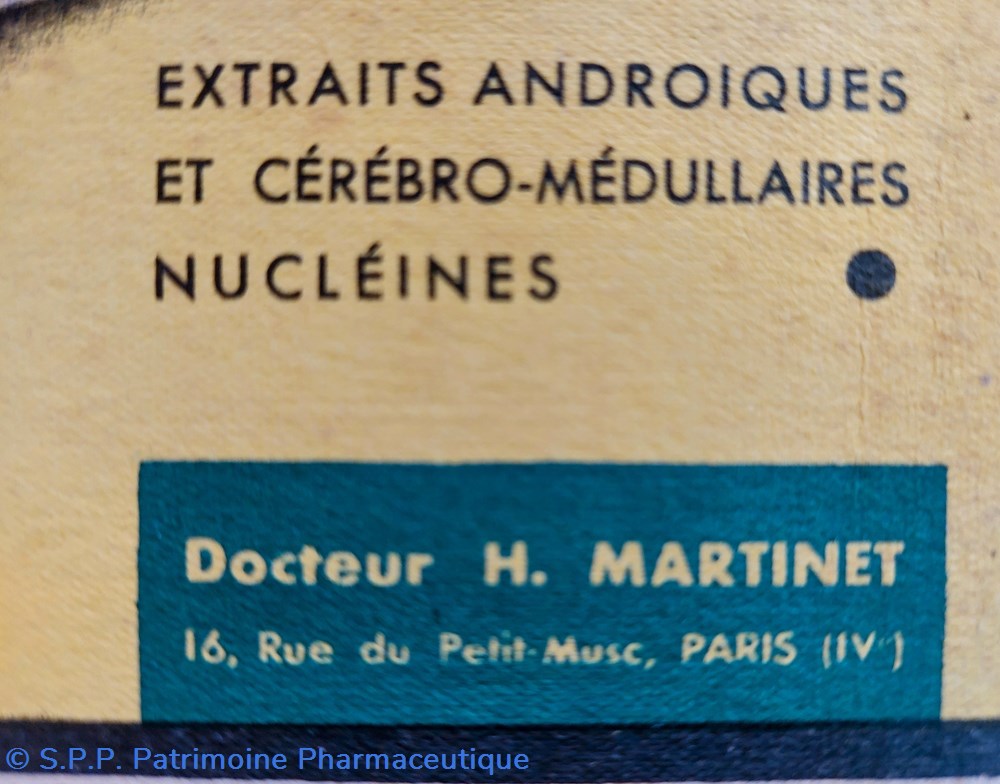 EXTRAITS ANDROIQUES
ET CÉRÉBRO-MÉDULLAIRES
NUCLÉINES
Docteur H. MARTINET
16, Rue du Petit-Musc, PARIS (IVᵉ)
© S.P.P. Patrimoine Pharmaceutique